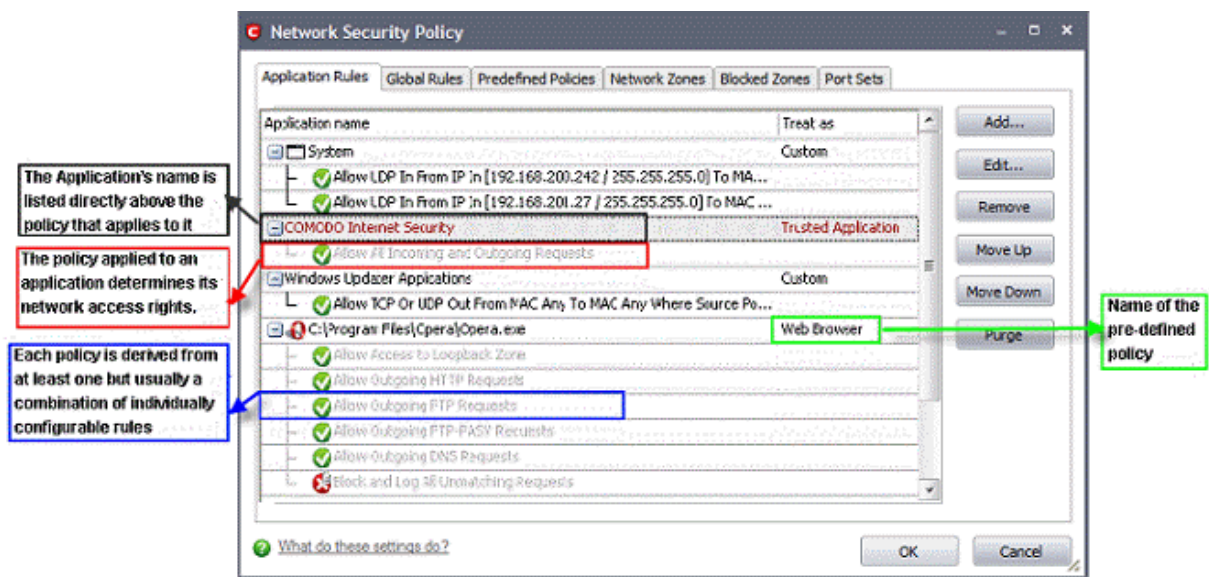 Network Security Policy
Application Rules
Global Rules
Predefined Policies
Network Zones
Blocked Zones
Port Sets
Application name
Treat as
System
Custom
Allow UDP In From IP In [192.168.200.242 / 255.255.255.0] To MA...
Allow UDP In From IP In [192.168.201.27 / 255.255.255.0] To MAC ...
COMODO Internet Security
Trusted Application
Allow All Incoming and Outgoing Requests
Windows Updater Applications
Custom
Allow TCP Or UDP Out From MAC Any To MAC Any Where Source Po...
C:\Program Files\Opera\Opera.exe
Web Browser
Allow Access to Loopback Zone
Allow Outgoing HTTP Requests
Allow Outgoing FTP Requests
Allow Outgoing FTP-PASV Requests
Allow Outgoing DNS Requests
Block and Log All Unmatching Requests
Add...
Edit...
Remove
Move Up
Move Down
Purge
The Application's name is
listed directly above the
policy that applies to it
The policy applied to an
application determines its
network access rights.
Each policy is derived from
at least one but usually a
combination of individually
configurable rules
Name of the
pre-defined
policy
What do these settings do?
OK
Cancel